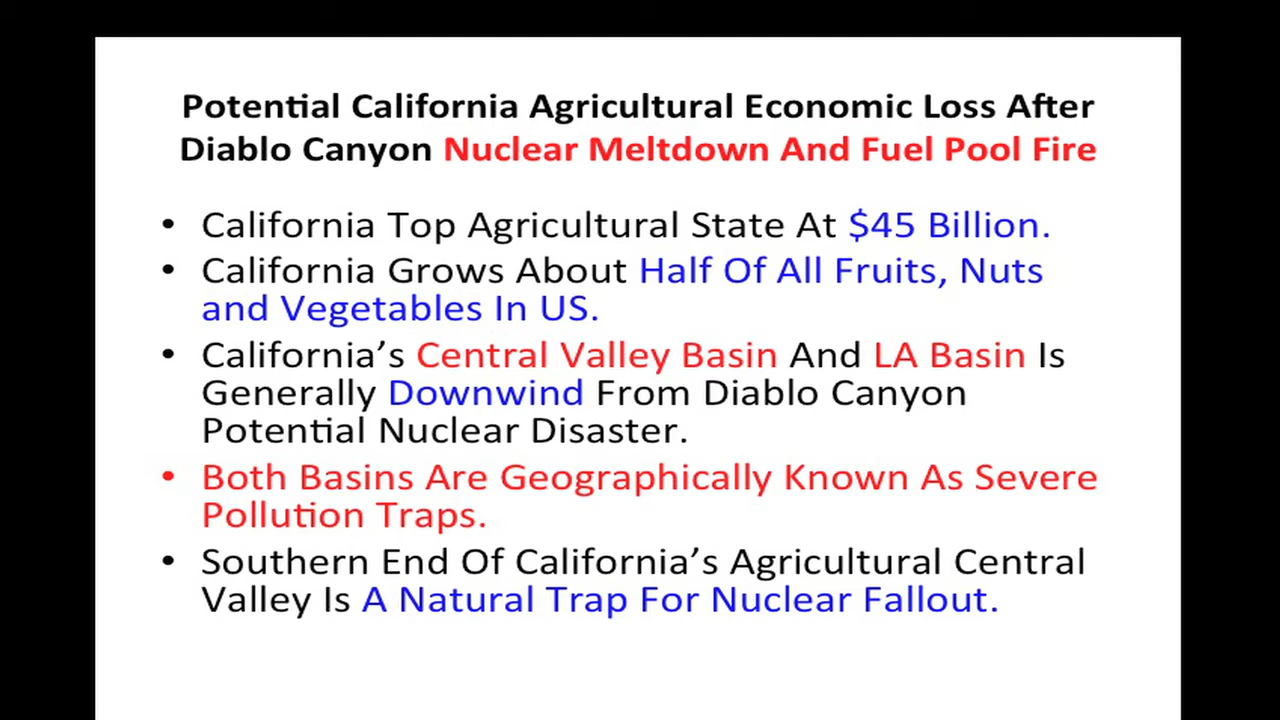 Potential California Agricultural Economic Loss After
Diablo Canyon Nuclear Meltdown And Fuel Pool Fire
• California Top Agricultural State At $45 Billion.
• California Grows About Half Of All Fruits, Nuts
and Vegetables In US.
• California’s Central Valley Basin And LA Basin Is
Generally Downwind From Diablo Canyon
Potential Nuclear Disaster.
• Both Basins Are Geographically Known As Severe
Pollution Traps.
• Southern End Of California’s Agricultural Central
Valley Is A Natural Trap For Nuclear Fallout.